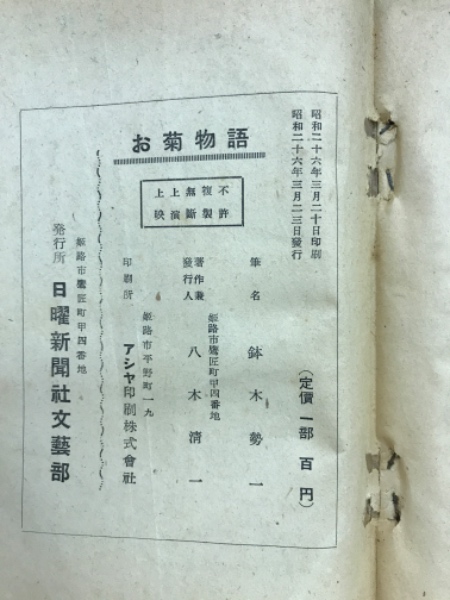 昭和二十六年三月二十日印刷
昭和二十六年三月二三日發行
お菊物語
不許複製
無断上演上映
（定價一部百円）
筆名 鉢木勢一
著作兼發行人
姫路市鷹匠町甲四番地
八木清一
印刷所
姫路市平野町一九
アシヤ印刷株式會社
姫路市鷹匠町甲四番地
発行所 日曜新聞社文藝部